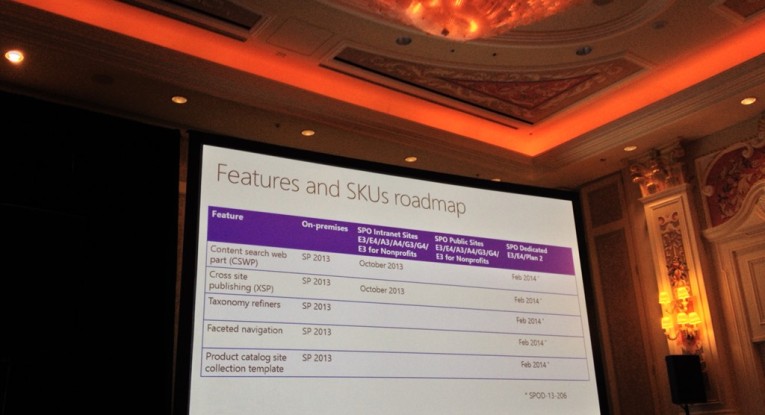 Features and SKUs roadmap
Feature On-premises SPO Intranet Sites E3/E4/A3/A4/G3/G4/ E3 for Nonprofits SPO Public Sites E3/E4/A3/A4/G3/G4/ E3 for Nonprofits SPO Dedicated E3/E4/Plan 2
Content search web part (CSWP) SP 2013 October 2013 Feb 2014*
Cross site publishing (XSP) SP 2013 October 2013 Feb 2014*
Taxonomy refiners SP 2013 Feb 2014*
Faceted navigation SP 2013 Feb 2014*
Product catalog site collection template SP 2013 Feb 2014*
* SPOD-13-206